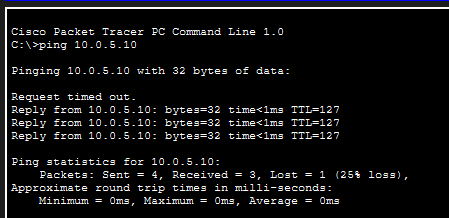 Cisco Packet Tracer PC Command Line 1.0
C:\>ping 10.0.5.10
Pinging 10.0.5.10 with 32 bytes of data:
Request timed out.
Reply from 10.0.5.10: bytes=32 time<1ms TTL=127
Reply from 10.0.5.10: bytes=32 time<1ms TTL=127
Reply from 10.0.5.10: bytes=32 time<1ms TTL=127
Ping statistics for 10.0.5.10:
    Packets: Sent = 4, Received = 3, Lost = 1 (25% loss),
Approximate round trip times in milli-seconds:
    Minimum = 0ms, Maximum = 0ms, Average = 0ms